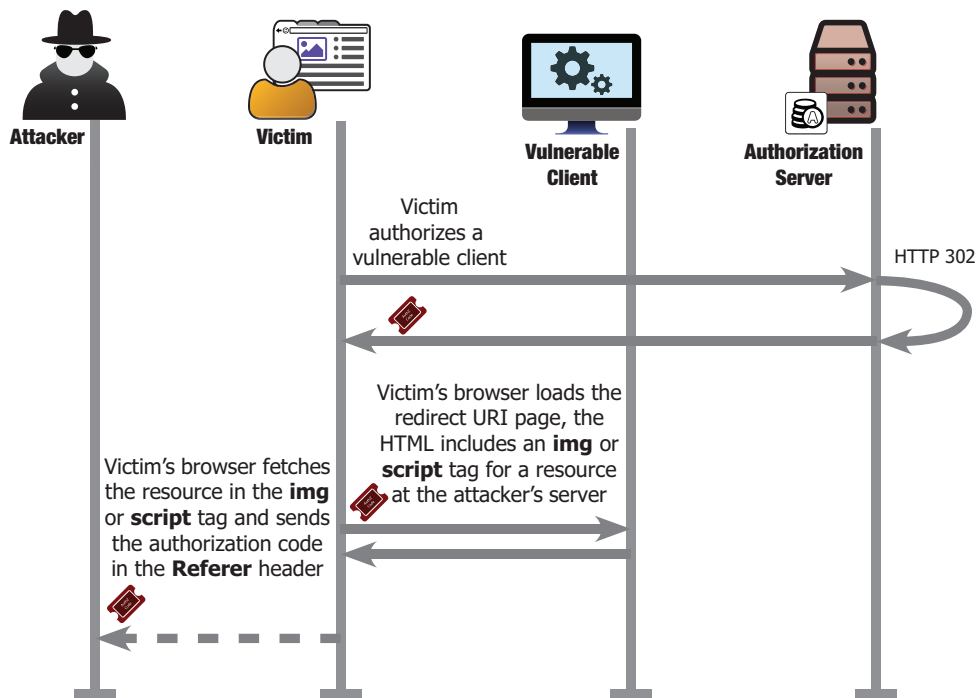 Attacker
Victim
Vulnerable
Client
Authorization
Server
A
Victim
authorizes a
vulnerable client
HTTP 302
Victim’s browser loads the
redirect URI page, the
HTML includes an img or
script tag for a resource
at the attacker’s server
Victim’s browser fetches
the resource in the img
or script tag and sends
the authorization code
in the Referer header